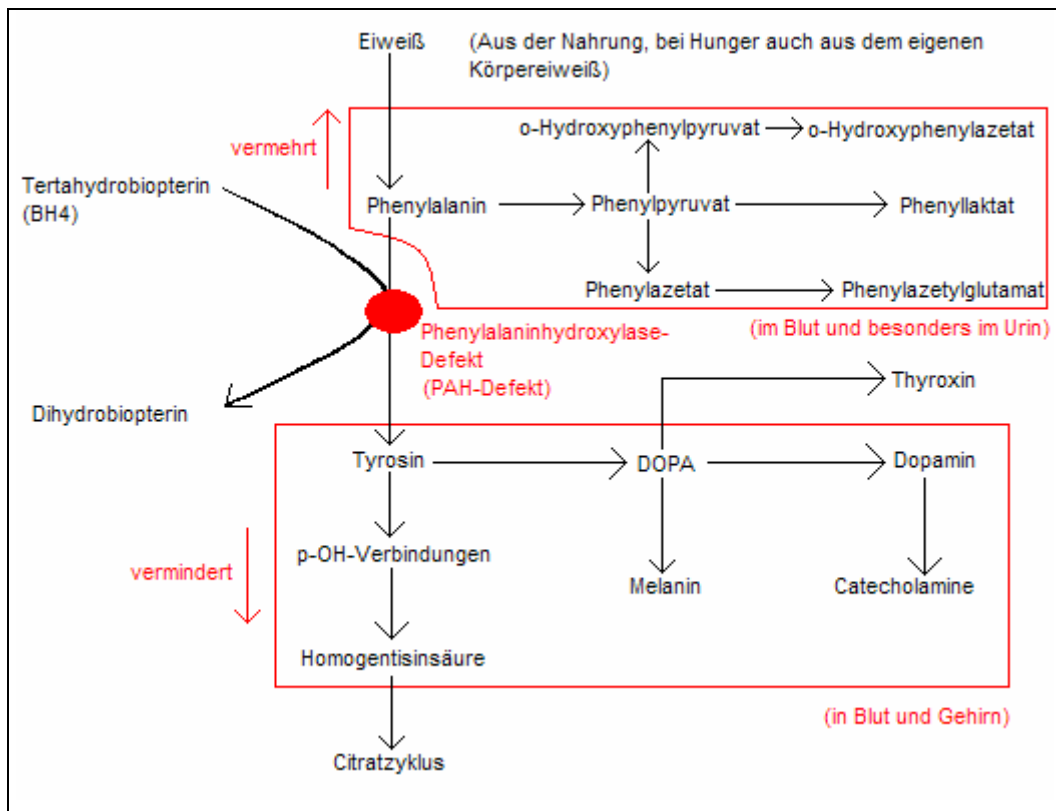 Eiweiß
(Aus der Nahrung, bei Hunger auch aus dem eigenen
Körpereiweiß)
vermehrt
o-Hydroxyphenylpyruvat
o-Hydroxyphenylazetat
Tertahydrobiopterin
(BH4)
Phenylalanin
Phenylpyruvat
Phenyllaktat
Phenylazetat
Phenylazetylglutamat
(im Blut und besonders im Urin)
Phenylalaninhydroxylase-
Defekt
(PAH-Defekt)
Thyroxin
Dihydrobiopterin
Tyrosin
DOPA
Dopamin
p-OH-Verbindungen
vermindert
Melanin
Catecholamine
Homogentisinsäure
(in Blut und Gehirn)
Citratzyklus